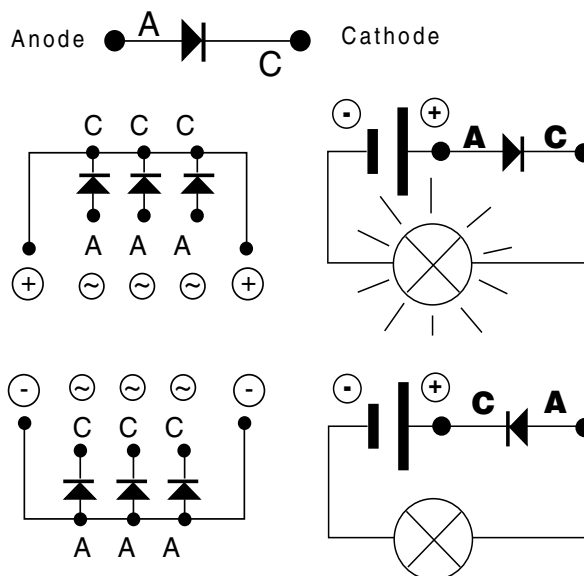 Anode A C Cathode
C C C
A A A
+ ~ ~ ~ +
- + A C
- ~ ~ ~ -
C C C
A A A
- + C A